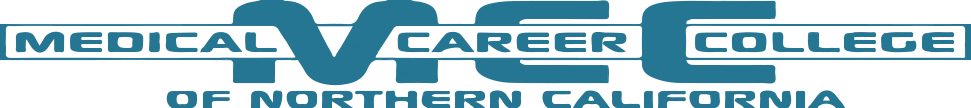 MCC
MEDICAL CAREER COLLEGE
OF NORTHERN CALIFORNIA